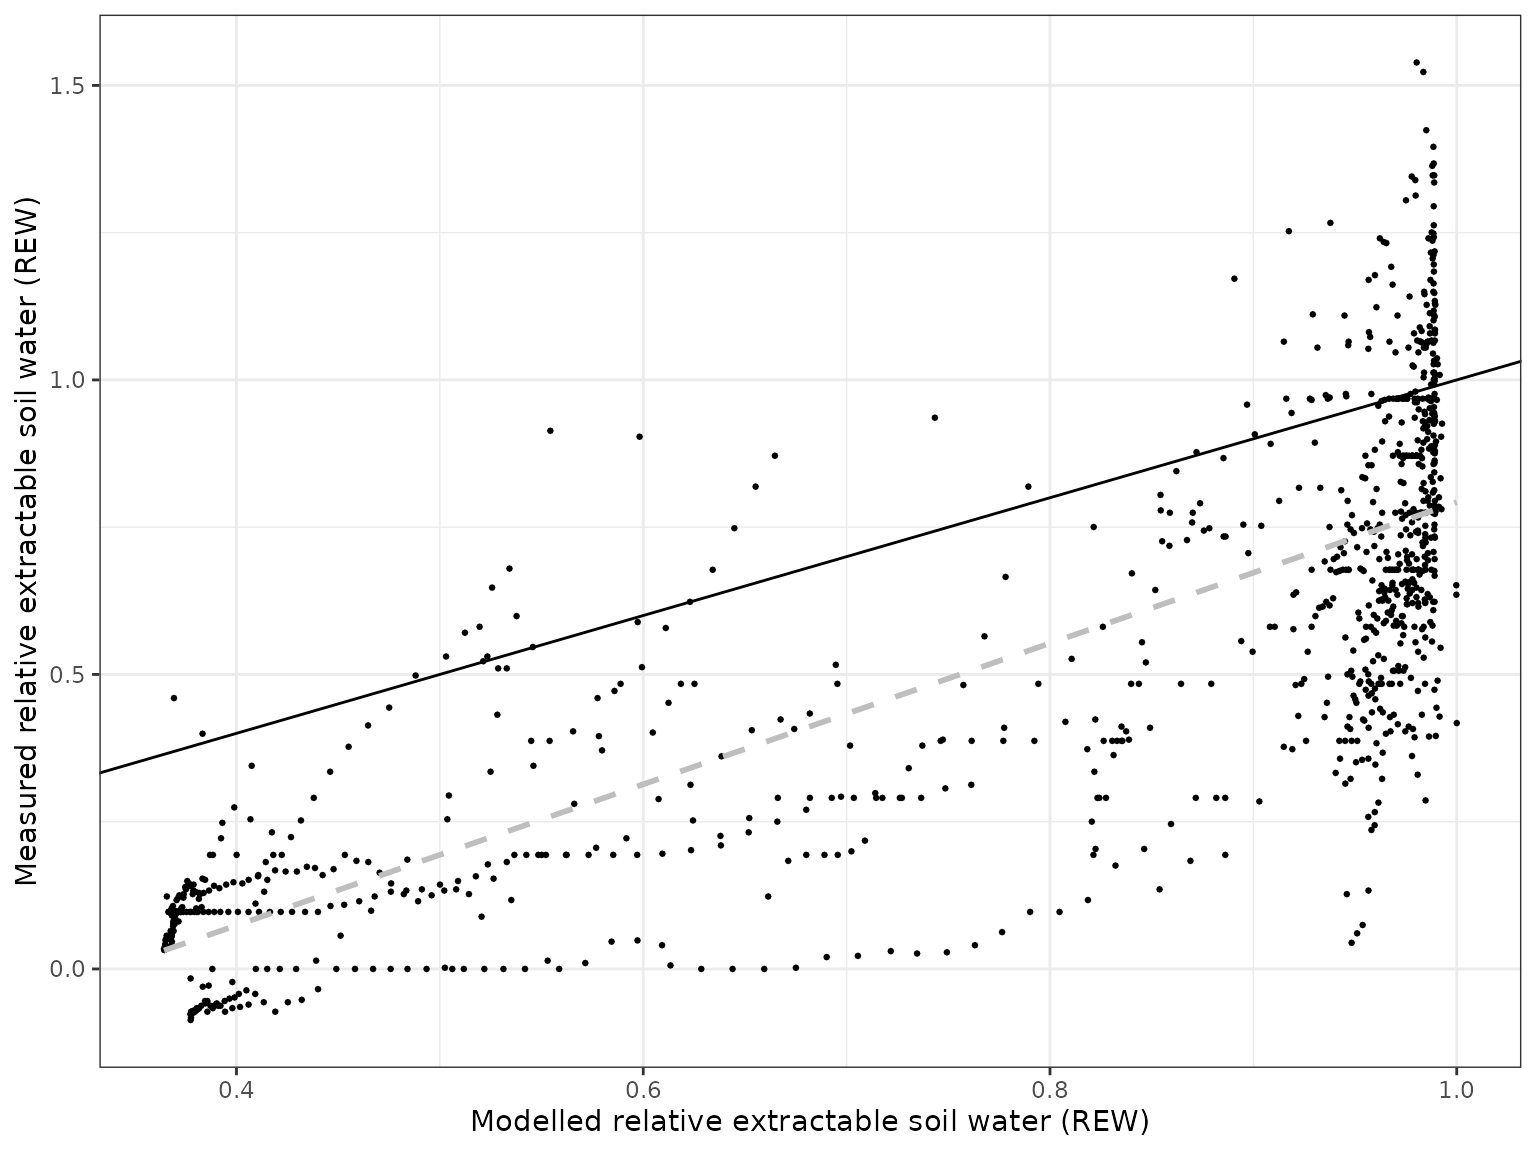 Measured relative extractable soil water (REW)
1.5
1.0
0.5
0.0
0.4 0.6 0.8 1.0
Modelled relative extractable soil water (REW)